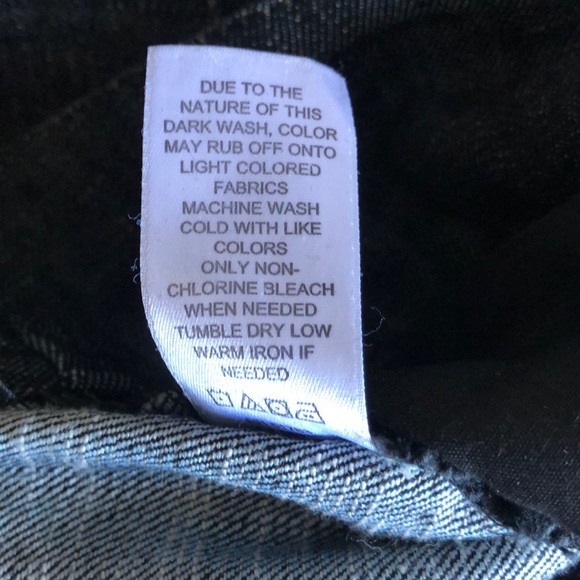 DUE TO THE
NATURE OF THIS
DARK WASH, COLOR
MAY RUB OFF ONTO
LIGHT COLORED
FABRICS
MACHINE WASH
COLD WITH LIKE
COLORS
ONLY NON-
CHLORINE BLEACH
WHEN NEEDED
TUMBLE DRY LOW
WARM IRON IF
NEEDED